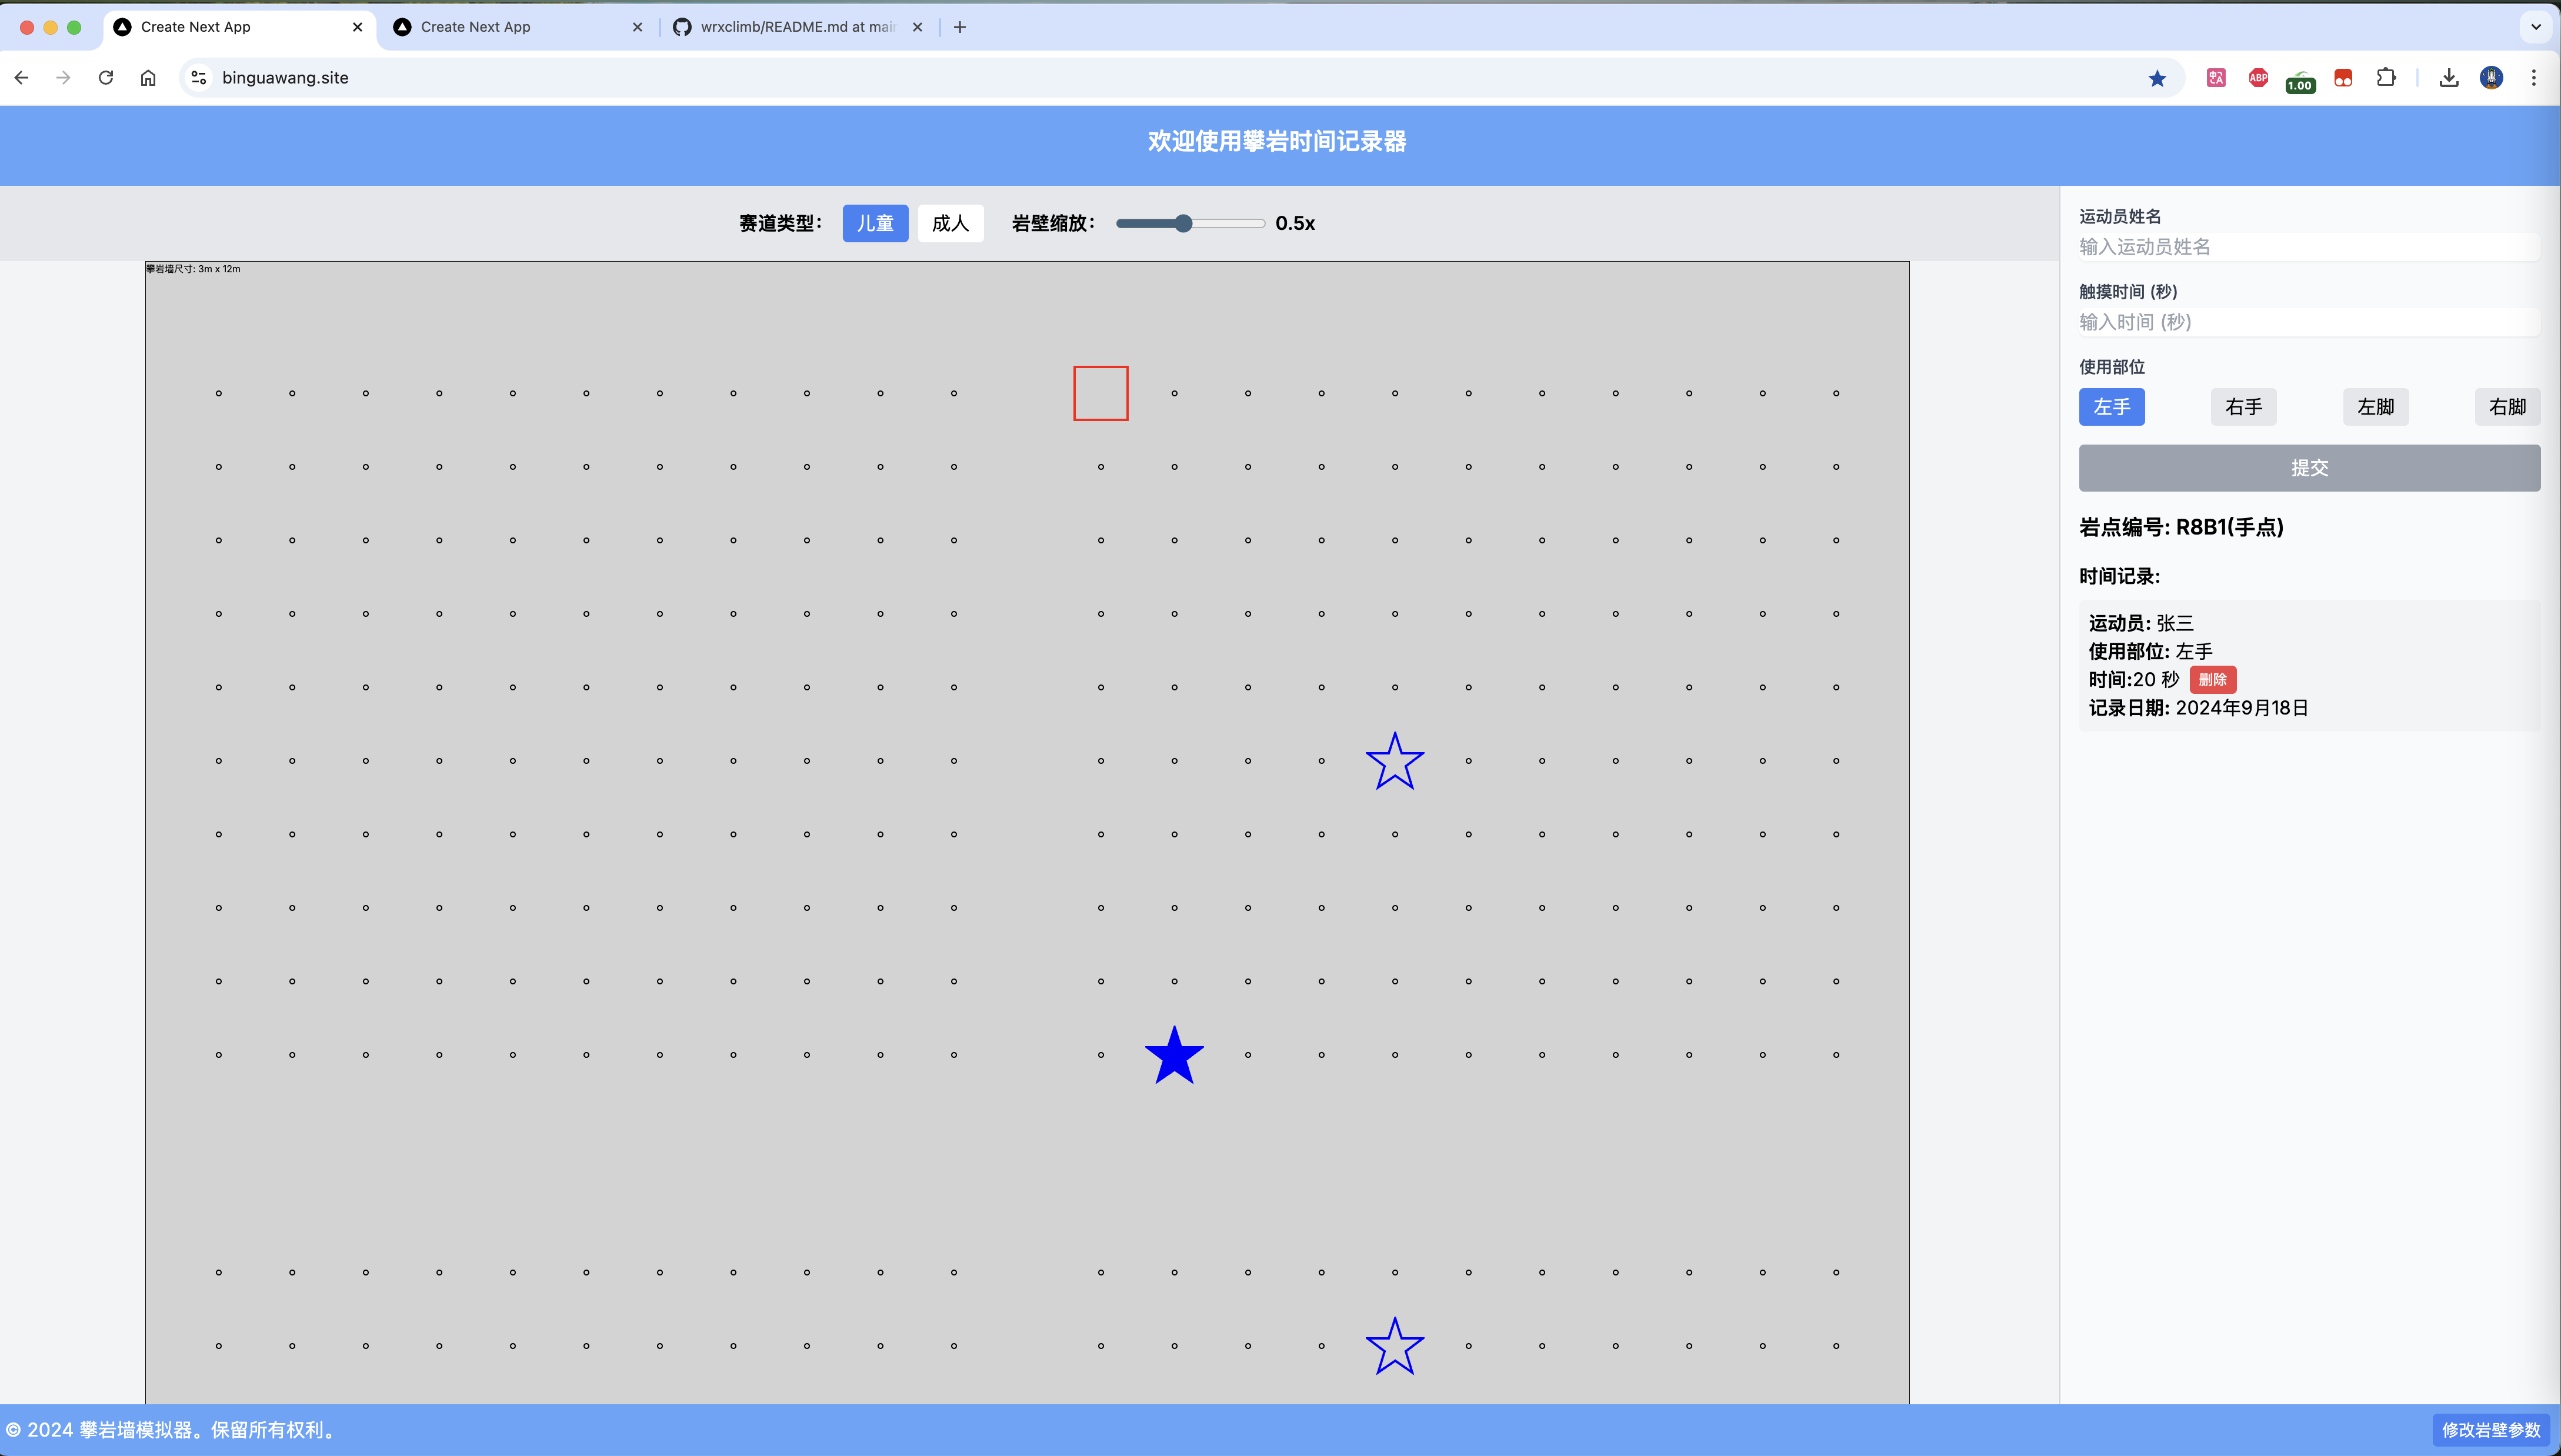 Create Next App
Create Next App
wrxclimb/README.md at main
binguawang.site
ABP
1.00
欢迎使用攀岩时间记录器
赛道类型： 儿童 成人 岩壁缩放： 0.5x
攀岩墙尺寸: 3m x 12m
运动员姓名
输入运动员姓名
触摸时间 (秒)
输入时间 (秒)
使用部位
左手 右手 左脚 右脚
提交
岩点编号: R8B1(手点)
时间记录:
运动员: 张三
使用部位: 左手
时间:20 秒 删除
记录日期: 2024年9月18日
© 2024 攀岩墙模拟器。保留所有权利。
修改岩壁参数